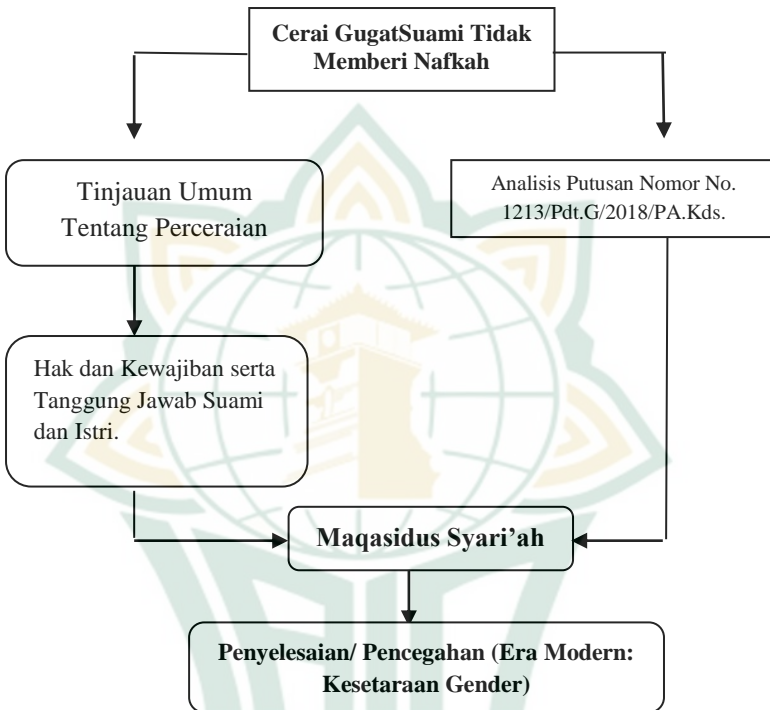 Cerai GugatSuami Tidak
Memberi Nafkah
Tinjauan Umum
Tentang Perceraian
Analisis Putusan Nomor No.
1213/Pdt.G/2018/PA.Kds.
Hak dan Kewajiban serta
Tanggung Jawab Suami
dan Istri.
Maqasidus Syari’ah
Penyelesaian/ Pencegahan (Era Modern:
Kesetaraan Gender)